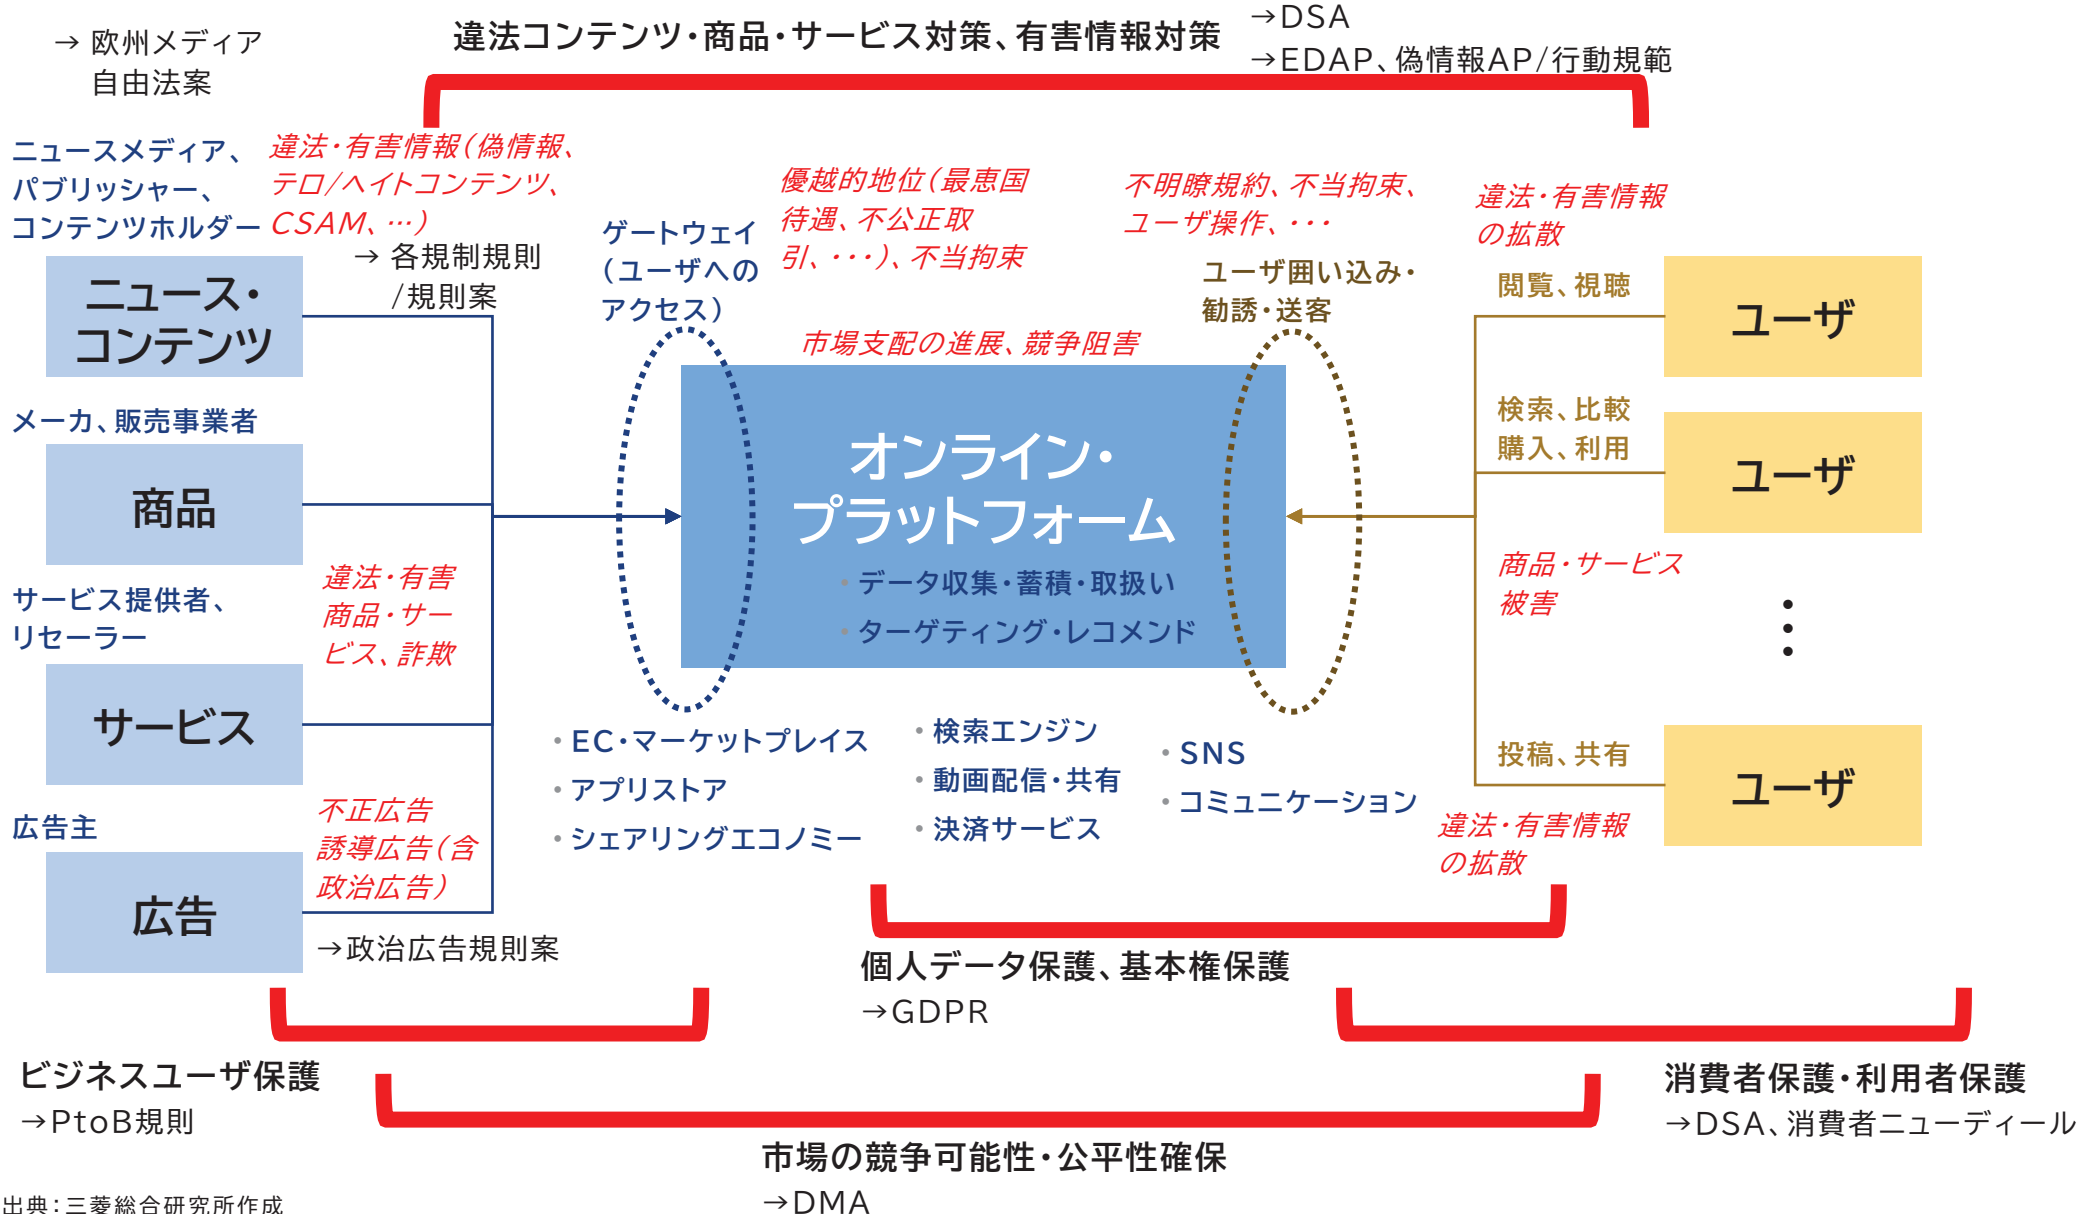 → 欧州メディア
自由法案
違法コンテンツ・商品・サービス対策、有害情報対策
→DSA
→EDAP、偽情報AP/行動規範
ニュースメディア、
パブリッシャー、
コンテンツホルダー
違法・有害情報（偽情報、
テロ/ヘイトコンテンツ、
CSAM、…）
→ 各規制規則
/規則案
ニュース・
コンテンツ
メーカ、販売事業者
商品
サービス提供者、
リセーラー
違法・有害
商品・サー
ビス、詐欺
サービス
広告主
不正広告
誘導広告（含
政治広告）
広告
→政治広告規則案
ゲートウェイ
（ユーザへの
アクセス）
優越的地位（最恵国
待遇、不公正取
引、・・・）、不当拘束
市場支配の進展、競争阻害
不明瞭規約、不当拘束、
ユーザ操作、・・・
ユーザ囲い込み・
勧誘・送客
オンライン・
プラットフォーム
・データ収集・蓄積・取扱い
・ターゲティング・レコメンド
・EC・マーケットプレイス
・アプリストア
・シェアリングエコノミー
・検索エンジン
・動画配信・共有
・決済サービス
・SNS
・コミュニケーション
違法・有害情報
の拡散
閲覧、視聴
ユーザ
検索、比較
購入、利用
ユーザ
商品・サービス
被害
投稿、共有
ユーザ
違法・有害情報
の拡散
個人データ保護、基本権保護
→GDPR
ビジネスユーザ保護
→PtoB規則
消費者保護・利用者保護
→DSA、消費者ニューディール
市場の競争可能性・公平性確保
→DMA
出典：三菱総合研究所作成